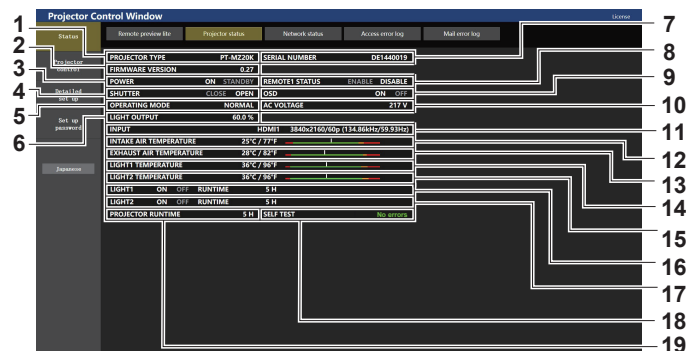 Projector Control Window
License
Status
Remote preview lite
Projector status
Network status
Access error log
Mail error log
Projector
control
Detailed
set up
Set up
password
Japanese
PROJECTOR TYPE PT-MZ20K SERIAL NUMBER DE1440019
FIRMWARE VERSION 0.27
POWER ON STANDBY REMOTE1 STATUS ENABLE DISABLE
SHUTTER CLOSE OPEN OSD ON OFF
OPERATING MODE NORMAL AC VOLTAGE 217 V
LIGHT OUTPUT 60.0 %
INPUT HDMI1 3840x2160/60p (134.86kHz/59.93Hz)
INTAKE AIR TEMPERATURE 25°C / 77°F
EXHAUST AIR TEMPERATURE 28°C / 82°F
LIGHT1 TEMPERATURE 36°C / 96°F
LIGHT2 TEMPERATURE 36°C / 96°F
LIGHT1 ON OFF RUNTIME 5 H
LIGHT2 ON OFF RUNTIME 5 H
PROJECTOR RUNTIME 5 H SELF TEST No errors
1
2
3
4
5
6
7
8
9
10
11
12
13
14
15
16
17
18
19